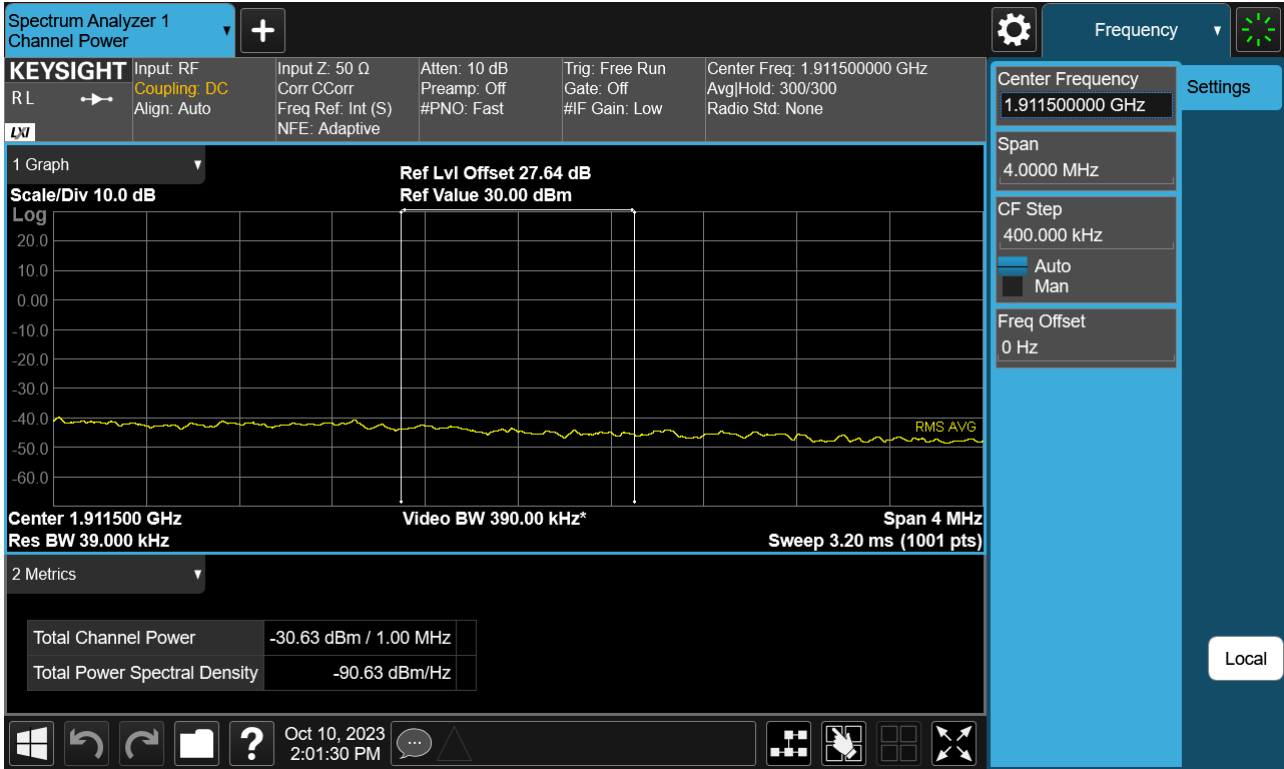 Spectrum Analyzer 1
Channel Power
Frequency
KEYSIGHT
R L
LXI
Input: RF
Coupling: DC
Align: Auto
Input Z: 50 Ω
Corr CCorr
Freq Ref: Int (S)
NFE: Adaptive
Atten: 10 dB
Preamp: Off
#PNO: Fast
Trig: Free Run
Gate: Off
#IF Gain: Low
Center Freq: 1.911500000 GHz
Avg|Hold: 300/300
Radio Std: None
Center Frequency
1.911500000 GHz
Settings
Span
4.0000 MHz
CF Step
400.000 kHz
Auto
Man
Freq Offset
0 Hz
Local
1 Graph
Ref Lvl Offset 27.64 dB
Scale/Div 10.0 dB
Ref Value 30.00 dBm
Log
20.0
10.0
0.00
-10.0
-20.0
-30.0
-40.0
-50.0
-60.0
RMS AVG
Center 1.911500 GHz
Video BW 390.00 kHz*
Span 4 MHz
Res BW 39.000 kHz
Sweep 3.20 ms (1001 pts)
2 Metrics
Total Channel Power -30.63 dBm / 1.00 MHz
Total Power Spectral Density -90.63 dBm/Hz
?
Oct 10, 2023
2:01:30 PM